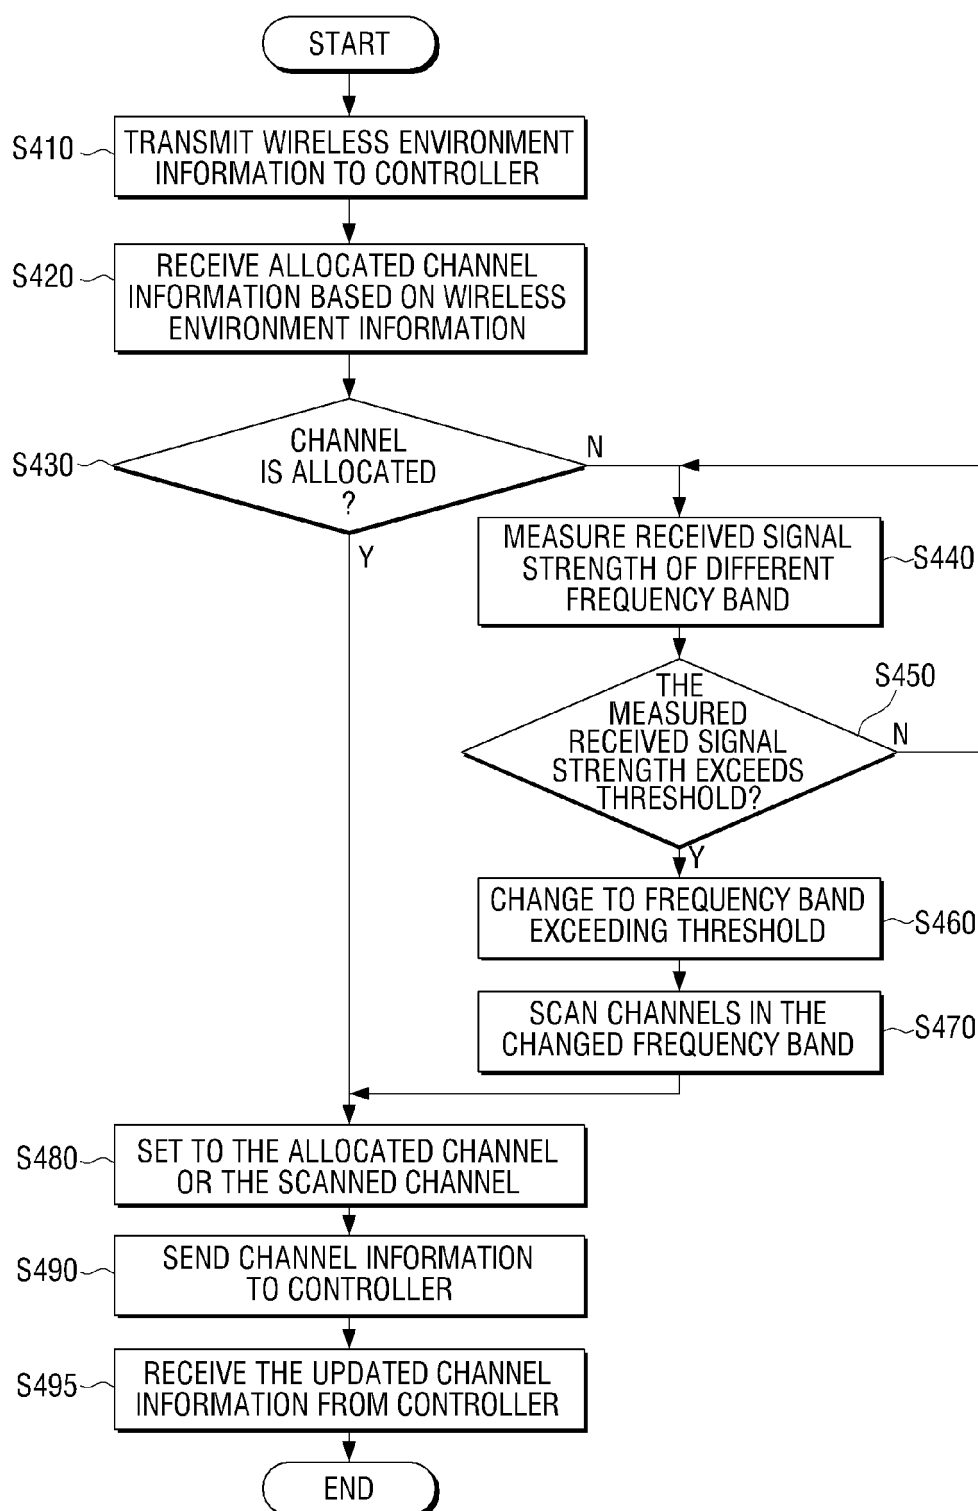 START
S410
TRANSMIT WIRELESS ENVIRONMENT
INFORMATION TO CONTROLLER
S420
RECEIVE ALLOCATED CHANNEL
INFORMATION BASED ON WIRELESS
ENVIRONMENT INFORMATION
S430
CHANNEL
IS ALLOCATED
?
N
Y
MEASURE RECEIVED SIGNAL
STRENGTH OF DIFFERENT
FREQUENCY BAND
S440
THE
MEASURED
RECEIVED SIGNAL
STRENGTH EXCEEDS
THRESHOLD?
S450
N
Y
CHANGE TO FREQUENCY BAND
EXCEEDING THRESHOLD
S460
SCAN CHANNELS IN THE
CHANGED FREQUENCY BAND
S470
S480
SET TO THE ALLOCATED CHANNEL
OR THE SCANNED CHANNEL
S490
SEND CHANNEL INFORMATION
TO CONTROLLER
S495
RECEIVE THE UPDATED CHANNEL
INFORMATION FROM CONTROLLER
END